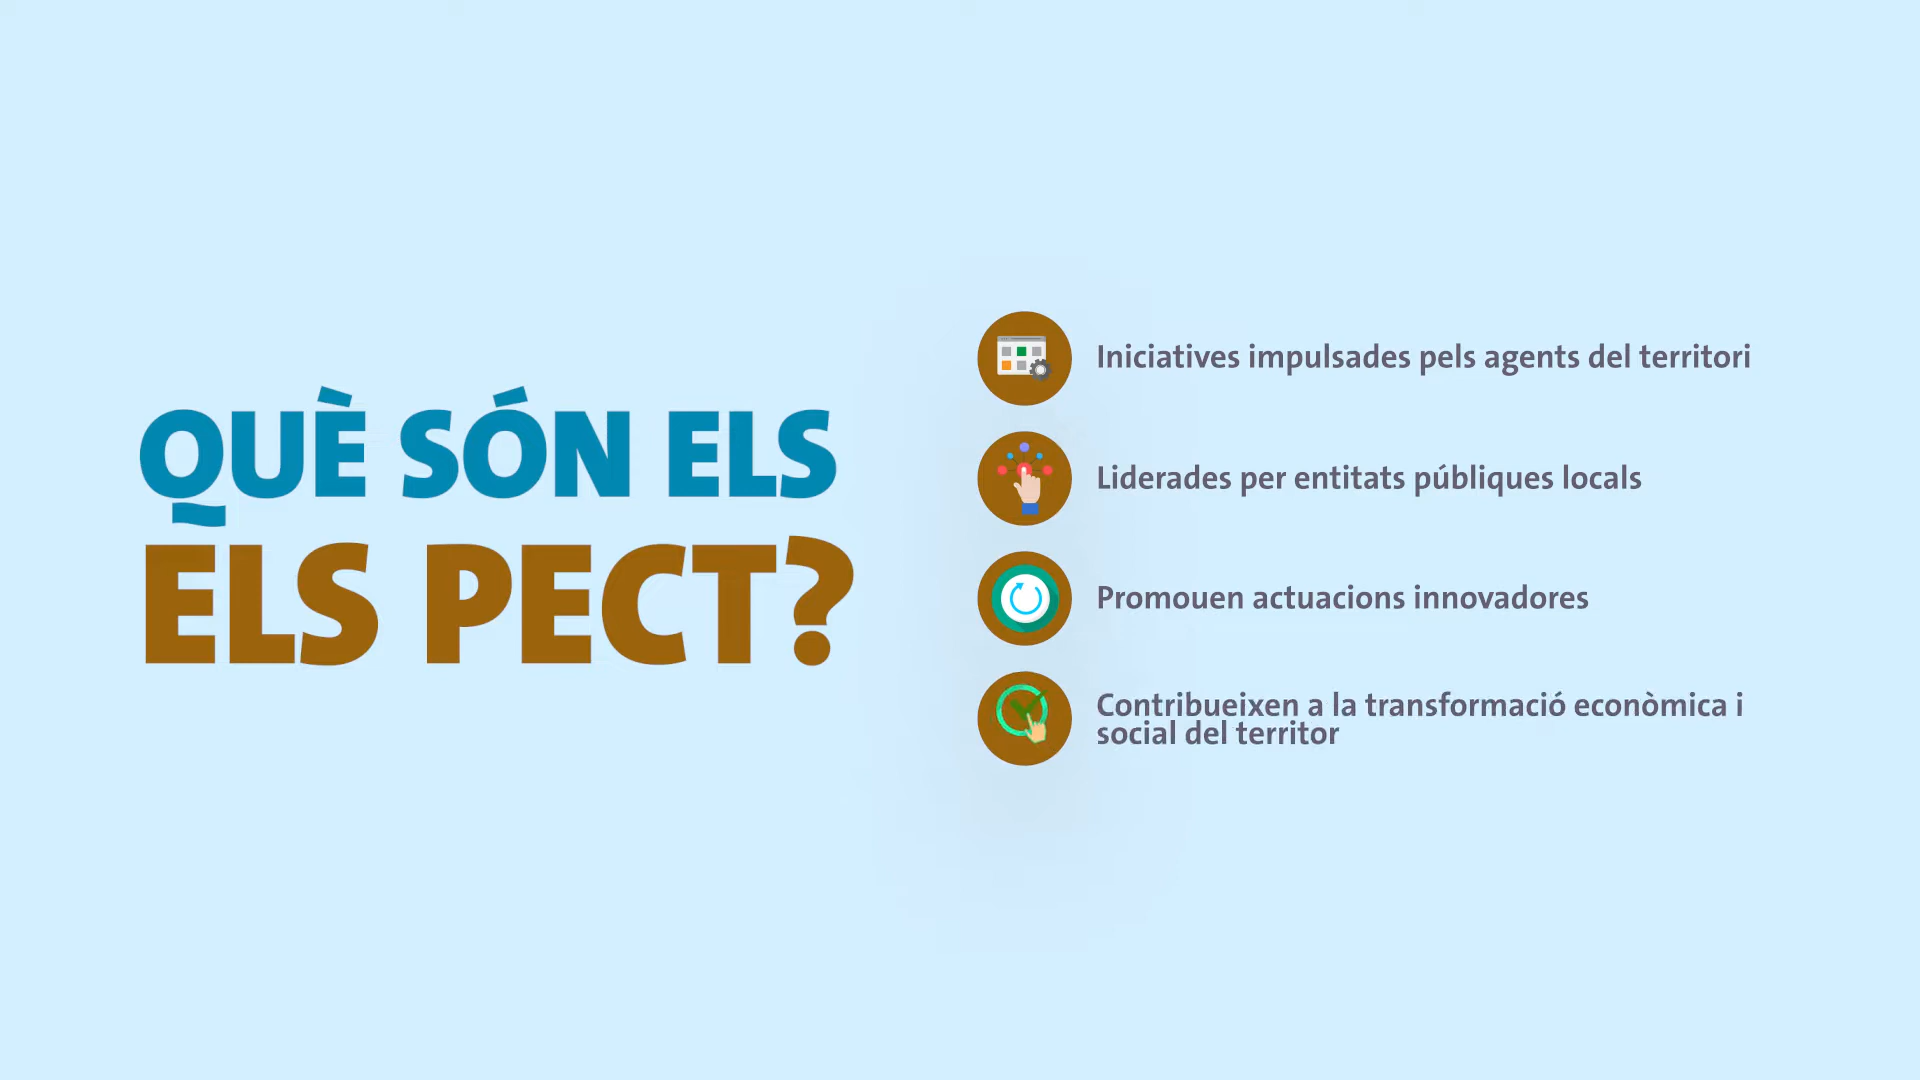 QUÈ SÓN ELS
ELS PECT?
Iniciatives impulsades pels agents del territori
Liderades per entitats públiques locals
Promouen actuacions innovadores
Contribueixen a la transformació econòmica i
social del territor